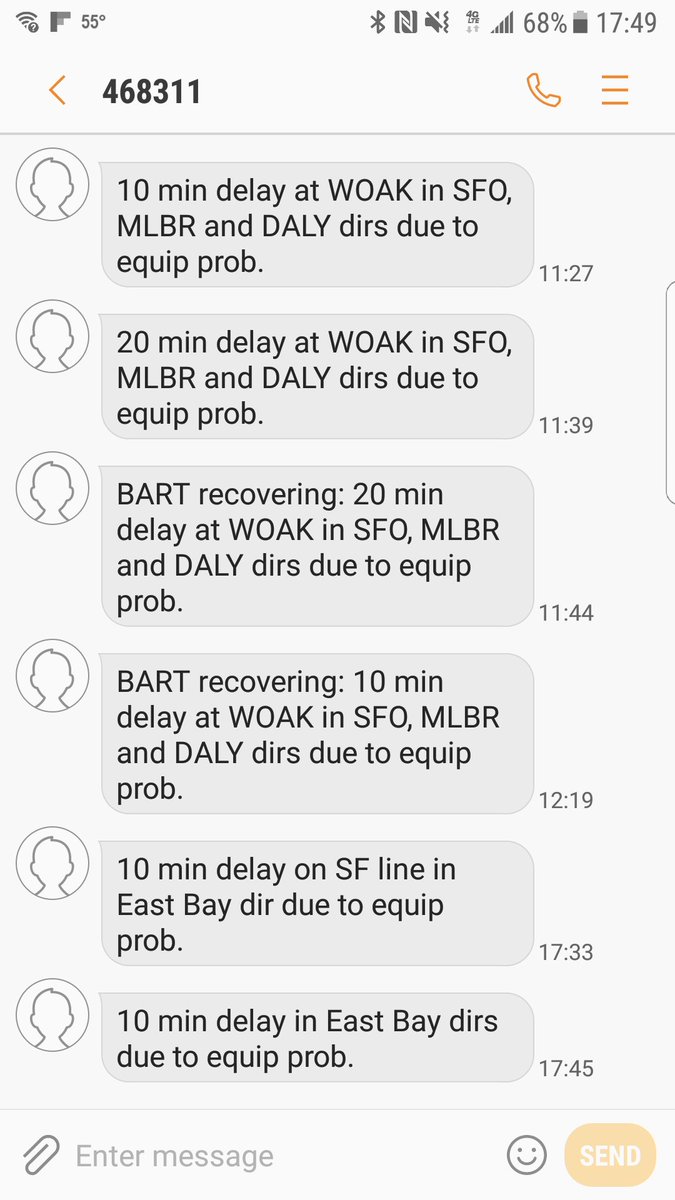 55° 4G LTE 68% 17:49
468311
10 min delay at WOAK in SFO,
MLBR and DALY dirs due to
equip prob.
11:27
20 min delay at WOAK in SFO,
MLBR and DALY dirs due to
equip prob.
11:39
BART recovering: 20 min
delay at WOAK in SFO, MLBR
and DALY dirs due to equip
prob.
11:44
BART recovering: 10 min
delay at WOAK in SFO, MLBR
and DALY dirs due to equip
prob.
12:19
10 min delay on SF line in
East Bay dir due to equip
prob.
17:33
10 min delay in East Bay dirs
due to equip prob.
17:45
Enter message SEND